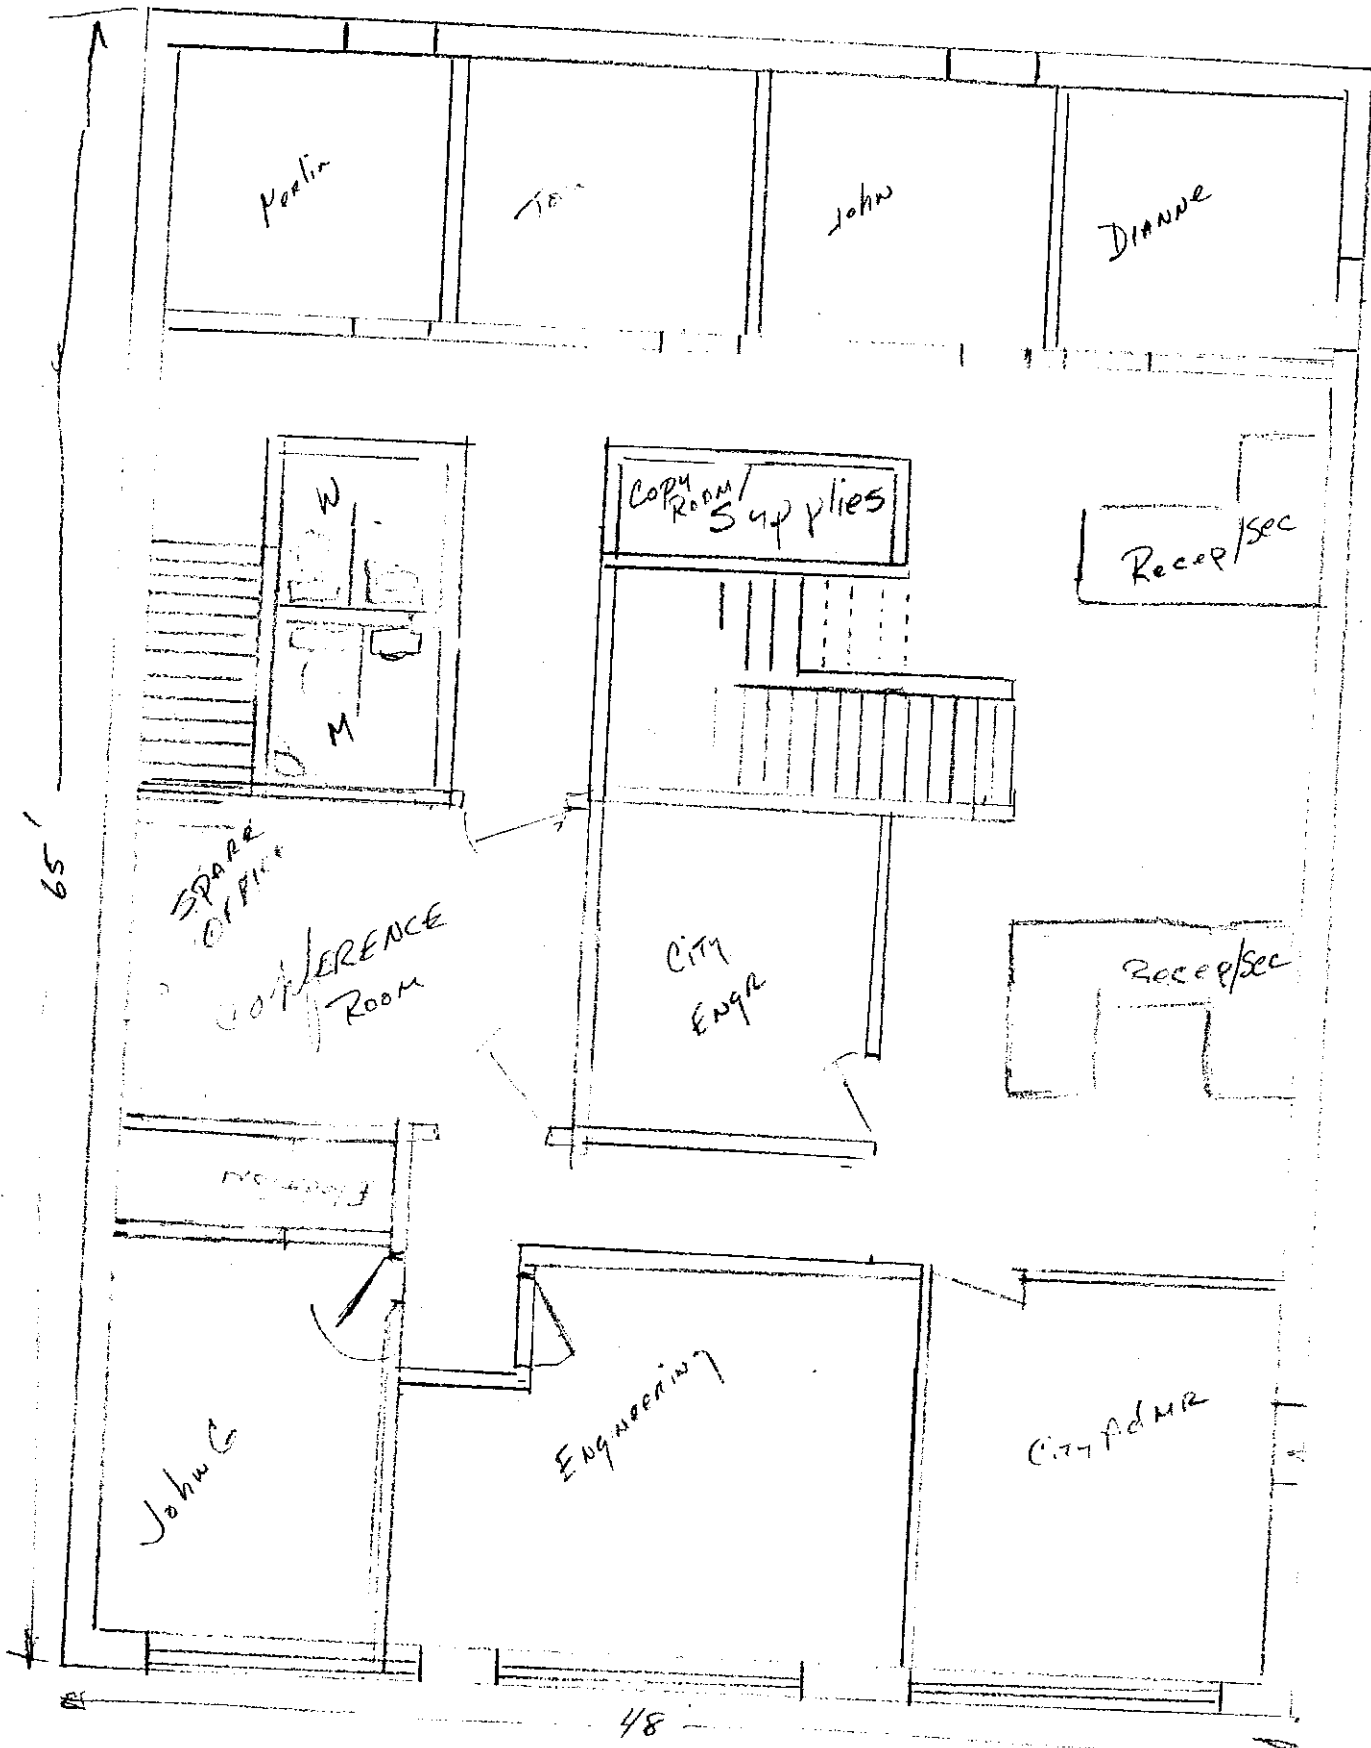 Merlin
Tom
John
DIANNE
W
COPY
ROOM/
Supplies
Recep/sec
M
65'
SPARE
OFFICE
CONFERENCE
ROOM
CITY
ENGR
Recep/Sec
John G
Engineering
City AdMR
48